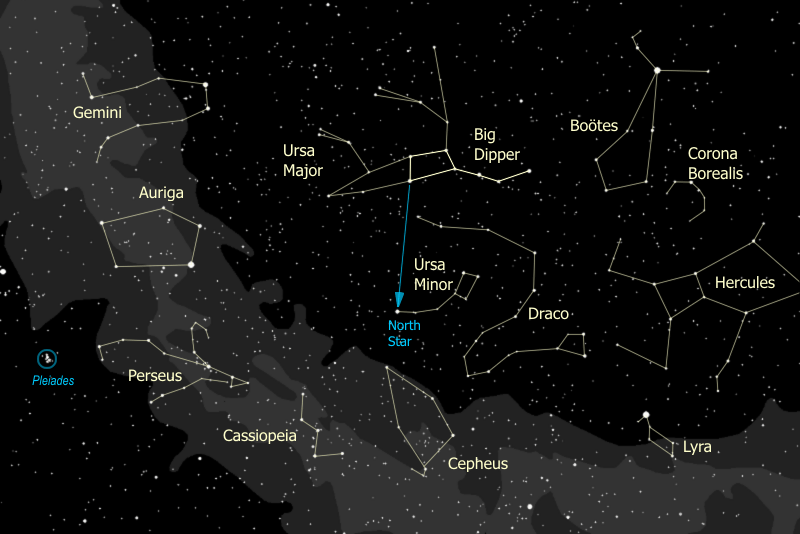 Gemini
Ursa
Major
Big
Dipper
Boötes
Corona
Borealis
Auriga
Ursa
Minor
Hercules
Draco
North
Star
Pleiades
Perseus
Cassiopeia
Cepheus
Lyra